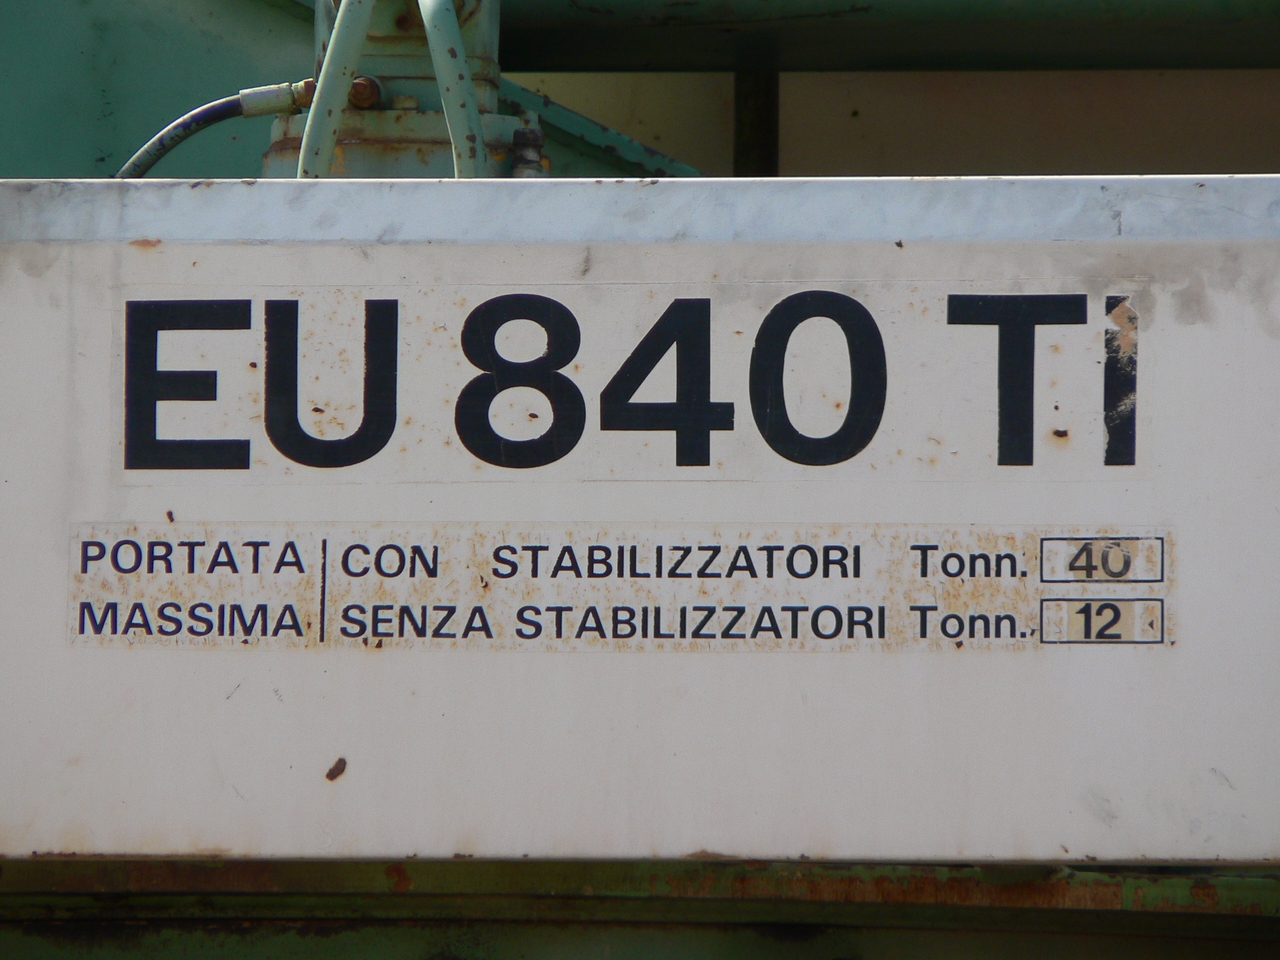 EU 840 TI
PORTATA CON STABILIZZATORI Tonn. 40
MASSIMA SENZA STABILIZZATORI Tonn. 12